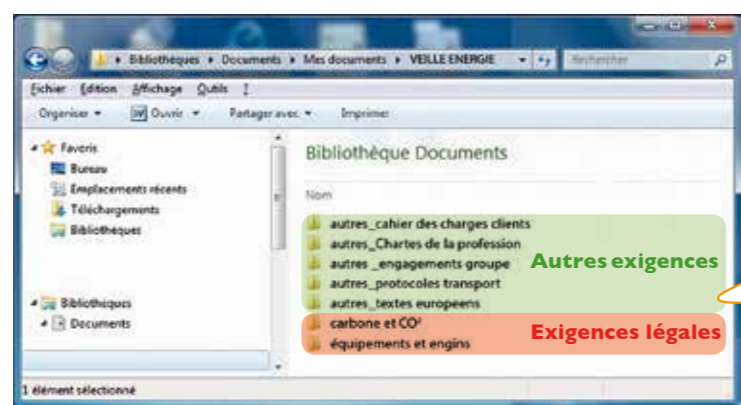 Bibliothèques ▸ Documents ▸ Mes documents ▸ VEILLE ENERGIE
Rechercher
Fichier Edition Affichage Outils ?
Organiser Ouvrir Partager avec Imprimer
Favoris
Bureau
Emplacements récents
Téléchargements
Bibliothèques
Bibliothèques
Documents
Bibliothèque Documents
Nom
autres_cahier des charges clients
autres_Chartes de la profession
autres _engagements groupe
autres_protocoles transport
autres_textes europeens
Autres exigences
carbone et CO²
équipements et engins
Exigences légales
1 élément sélectionné